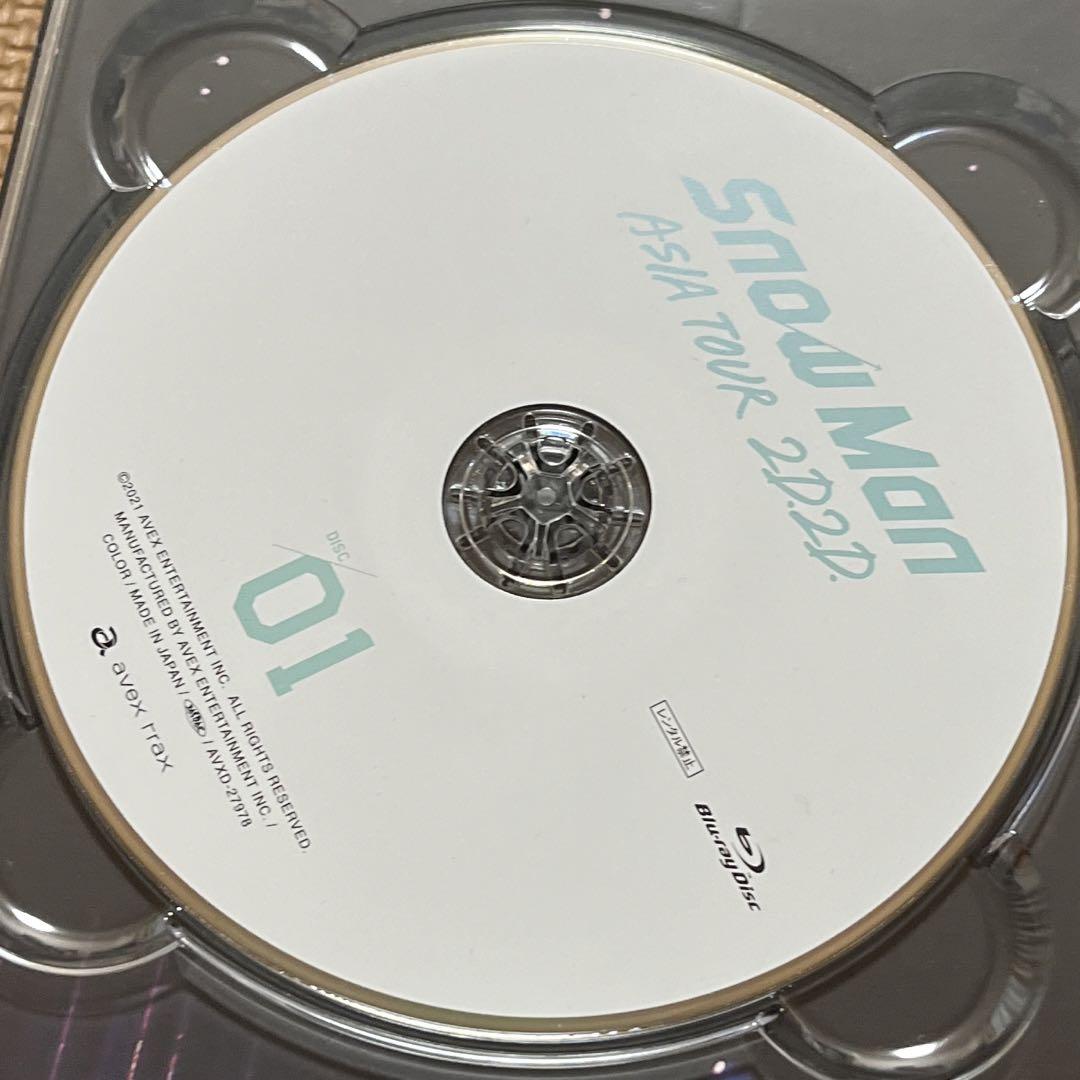 Snow Man
ASIA TOUR 2D.2D.
DISC
01
©2021 AVEX ENTERTAINMENT INC. ALL RIGHTS RESERVED.
MANUFACTURED BY AVEX ENTERTAINMENT INC. /
COLOR / MADE IN JAPAN / / AVXD-27978
a. avex trax
レンタル禁止
Blu-ray Disc